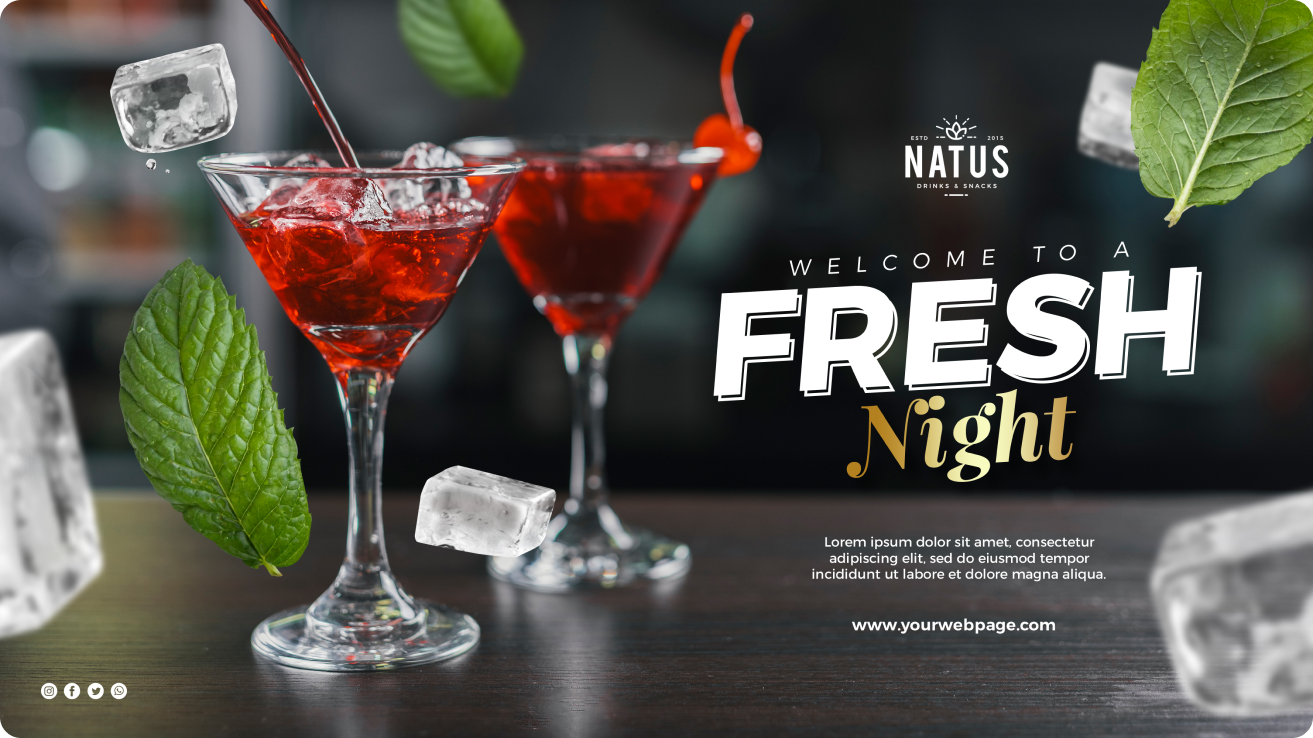 ESTD 2015
NATUS
DRINKS & SNACKS
WELCOME TO A
FRESH
Night
Lorem ipsum dolor sit amet, consectetur
adipiscing elit, sed do eiusmod tempor
incididunt ut labore et dolore magna aliqua.
www.yourwebpage.com